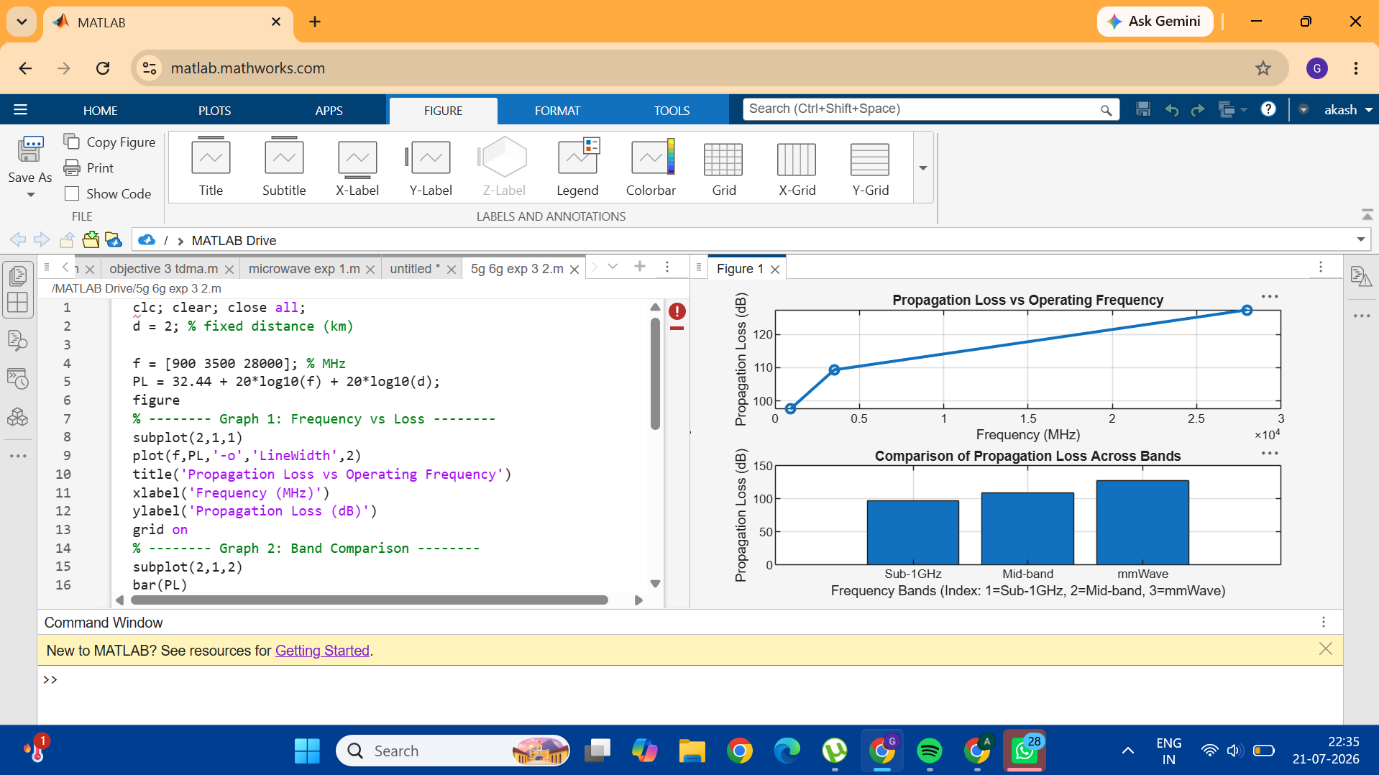 MATLAB
Ask Gemini
matlab.mathworks.com
G
HOME
PLOTS
APPS
FIGURE
FORMAT
TOOLS
Search (Ctrl+Shift+Space)
akash
Save As
Copy Figure
Print
Show Code
FILE
Title
Subtitle
X-Label
Y-Label
Z-Label
Legend
Colorbar
Grid
X-Grid
Y-Grid
LABELS AND ANNOTATIONS
/ › MATLAB Drive
objective 3 tdma.m
microwave exp 1.m
untitled *
5g 6g exp 3 2.m
/MATLAB Drive/5g 6g exp 3 2.m
1 clc; clear; close all;
2 d = 2; % fixed distance (km)
3
4 f = [900 3500 28000]; % MHz
5 PL = 32.44 + 20*log10(f) + 20*log10(d);
6 figure
7 % -------- Graph 1: Frequency vs Loss --------
8 subplot(2,1,1)
9 plot(f,PL,'-o','LineWidth',2)
10 title('Propagation Loss vs Operating Frequency')
11 xlabel('Frequency (MHz)')
12 ylabel('Propagation Loss (dB)')
13 grid on
14 % -------- Graph 2: Band Comparison --------
15 subplot(2,1,2)
16 bar(PL)
Figure 1
Propagation Loss vs Operating Frequency
Propagation Loss (dB)
120
110
100
0 0.5 1 1.5 2 2.5 3
Frequency (MHz)
×10⁴
Comparison of Propagation Loss Across Bands
Propagation Loss (dB)
150
100
50
0
Sub-1GHz Mid-band mmWave
Frequency Bands (Index: 1=Sub-1GHz, 2=Mid-band, 3=mmWave)
Command Window
New to MATLAB? See resources for Getting Started.
>>
1
Search
G
A
28
ENG
IN
22:35
21-07-2026